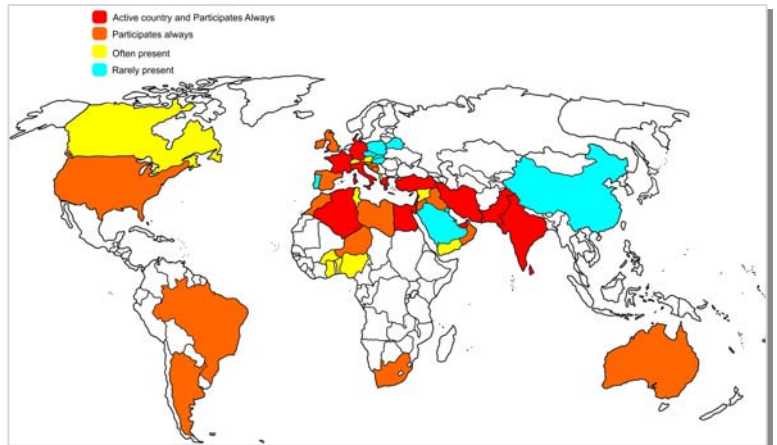 Active country and Participates Always
Participates always
Often present
Rarely present